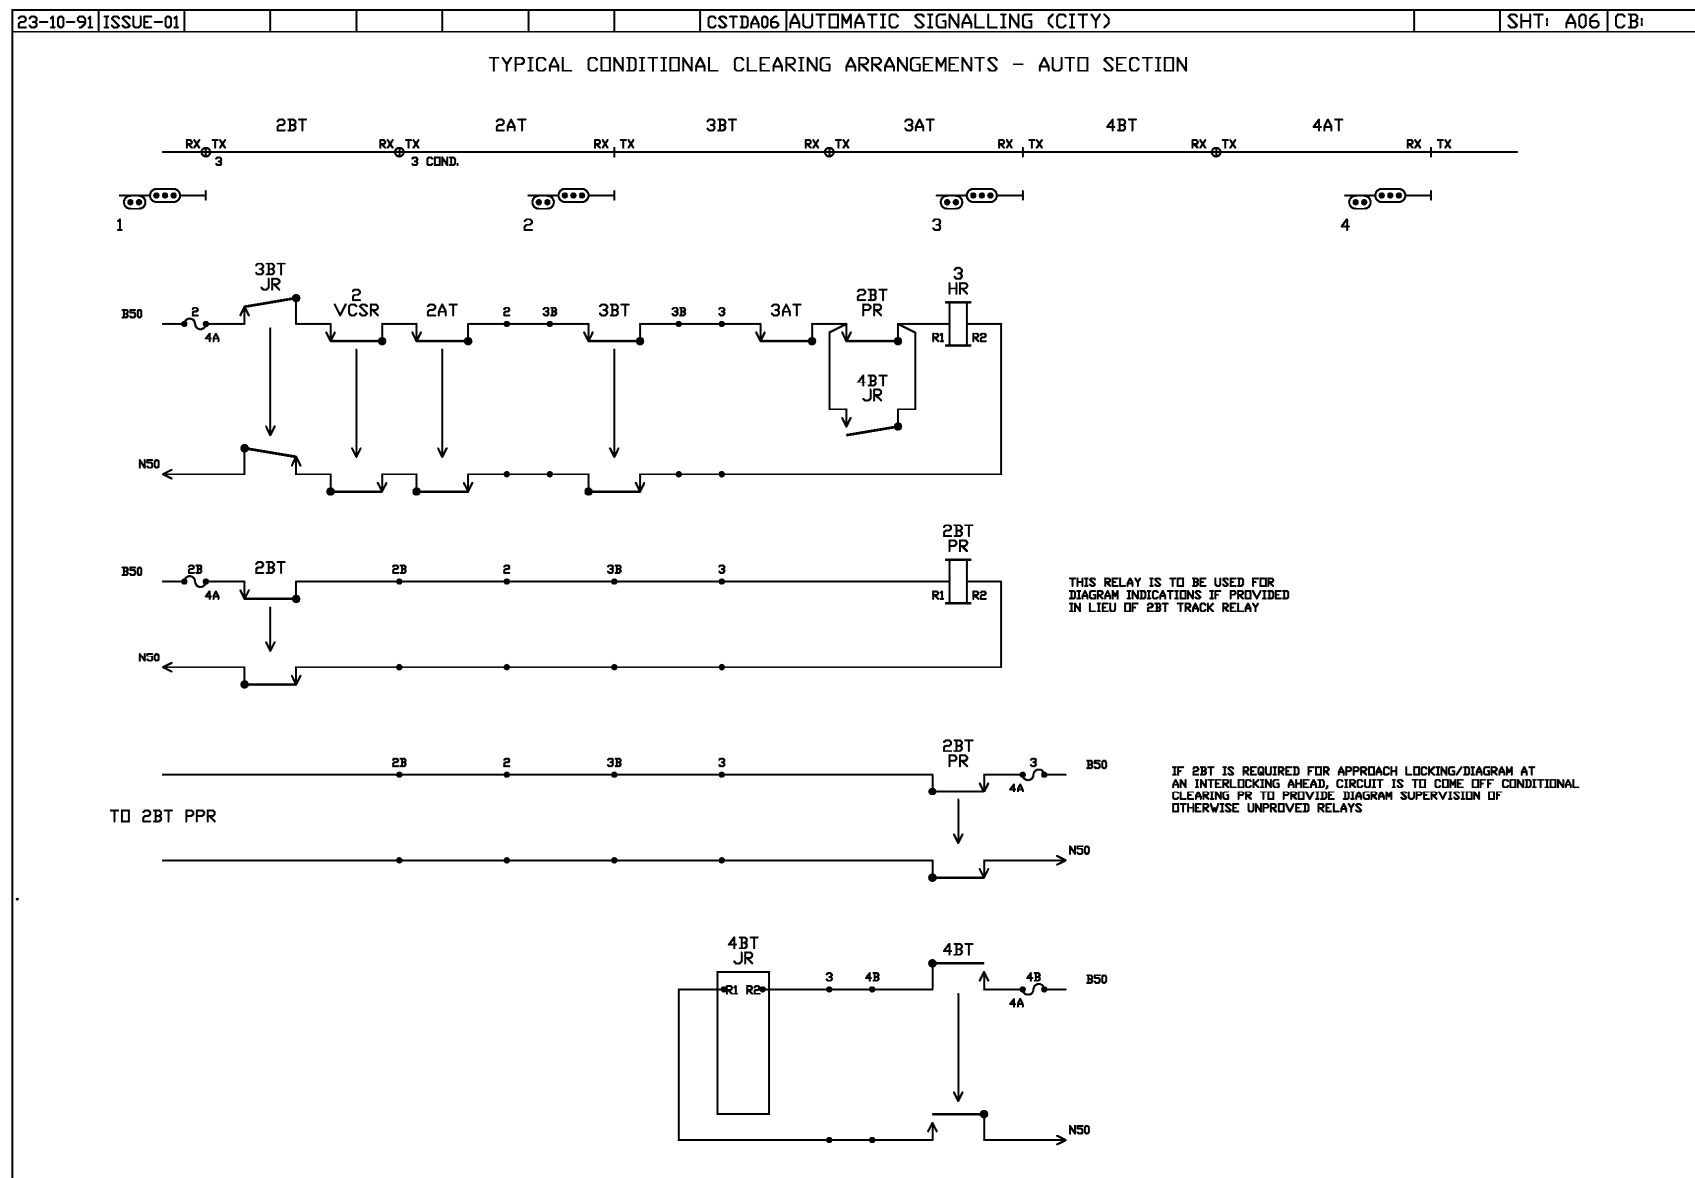 23-10-91 ISSUE-01 CSTDA06 AUTOMATIC SIGNALLING (CITY) SHT: A06 CB:
TYPICAL CONDITIONAL CLEARING ARRANGEMENTS - AUTO SECTION
2BT 2AT 3BT 3AT 4BT 4AT
RX TX RX TX RX TX RX TX RX TX RX TX RX TX
3 3 COND.
1 2 3 4
3BT
JR
2
VCSR
2AT
3BT
3AT
2BT
PR
3
HR
B50 2 2 3B 3B 3
4A R1 R2
4BT
JR
N50
2BT
PR
B50 2B 2BT 2B 2 3B 3
4A R1 R2
THIS RELAY IS TO BE USED FOR
DIAGRAM INDICATIONS IF PROVIDED
IN LIEU OF 2BT TRACK RELAY
N50
2BT
PR
2B 2 3B 3 3 B50
4A
IF 2BT IS REQUIRED FOR APPROACH LOCKING/DIAGRAM AT
AN INTERLOCKING AHEAD, CIRCUIT IS TO COME OFF CONDITIONAL
CLEARING PR TO PROVIDE DIAGRAM SUPERVISION OF
OTHERWISE UNPROVED RELAYS
TO 2BT PPR
N50
4BT
JR
4BT
R1 R2 3 4B 4B B50
4A
N50